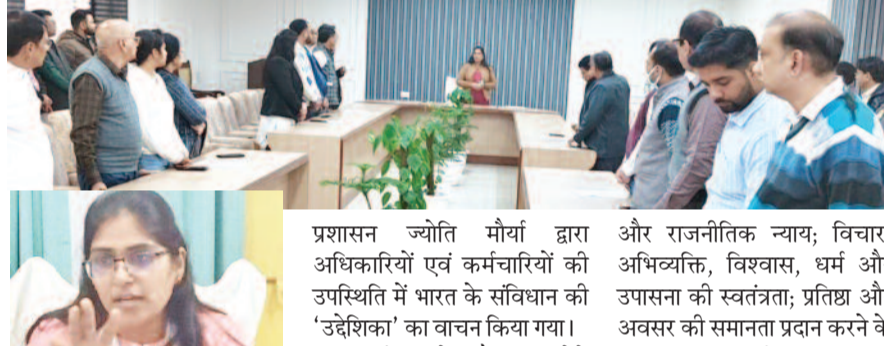 प्रशासन ज्योति मौर्या द्वारा
अधिकारियों एवं कर्मचारियों की
उपस्थिति में भारत के संविधान की
‘उद्देशिका’ का वाचन किया गया।
और राजनीतिक न्याय; विचार
अभिव्यक्ति, विश्वास, धर्म औ
उपासना की स्वतंत्रता; प्रतिष्ठा औ
अवसर की समानता प्रदान करने वे